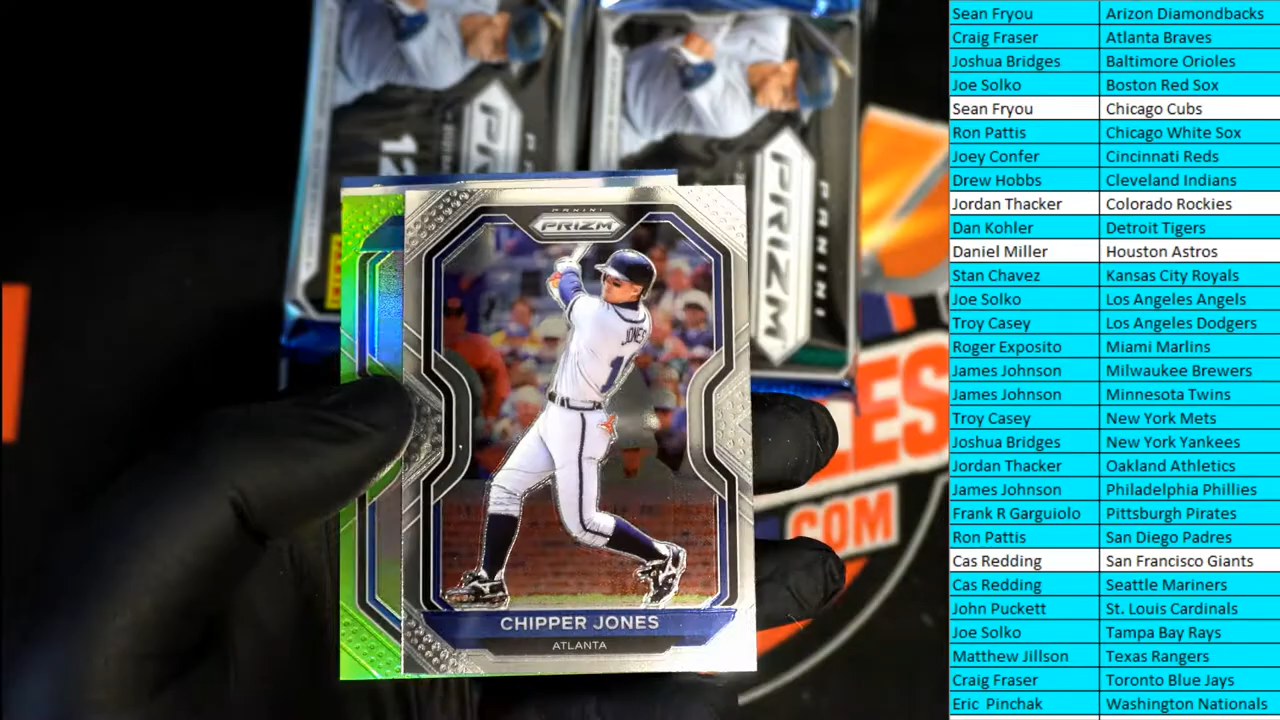 PANINI
PRIZM
JONES
CHIPPER JONES
ATLANTA
PRIZM
PRIZM
PANINI
12
LES
COM
Sean Fryou Arizon Diamondbacks
Craig Fraser Atlanta Braves
Joshua Bridges Baltimore Orioles
Joe Solko Boston Red Sox
Sean Fryou Chicago Cubs
Ron Pattis Chicago White Sox
Joey Confer Cincinnati Reds
Drew Hobbs Cleveland Indians
Jordan Thacker Colorado Rockies
Dan Kohler Detroit Tigers
Daniel Miller Houston Astros
Stan Chavez Kansas City Royals
Joe Solko Los Angeles Angels
Troy Casey Los Angeles Dodgers
Roger Exposito Miami Marlins
James Johnson Milwaukee Brewers
James Johnson Minnesota Twins
Troy Casey New York Mets
Joshua Bridges New York Yankees
Jordan Thacker Oakland Athletics
James Johnson Philadelphia Phillies
Frank R Garguiolo Pittsburgh Pirates
Ron Pattis San Diego Padres
Cas Redding San Francisco Giants
Cas Redding Seattle Mariners
John Puckett St. Louis Cardinals
Joe Solko Tampa Bay Rays
Matthew Jillson Texas Rangers
Craig Fraser Toronto Blue Jays
Eric Pinchak Washington Nationals